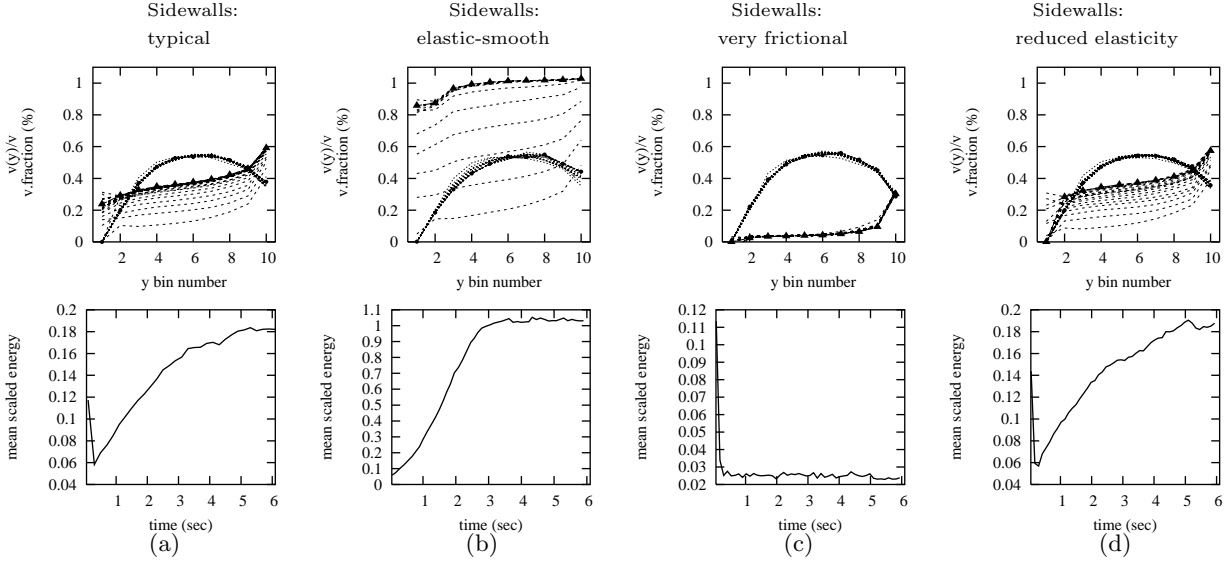 Sidewalls:
typical
Sidewalls:
elastic-smooth
Sidewalls:
very frictional
Sidewalls:
reduced elasticity
v(y)/v
v.fraction (%)
1
0.8
0.6
0.4
0.2
0
2 4 6 8 10
y bin number
v(y)/v
v.fraction (%)
1
0.8
0.6
0.4
0.2
0
2 4 6 8 10
y bin number
v(y)/v
v.fraction (%)
1
0.8
0.6
0.4
0.2
0
2 4 6 8 10
y bin number
v(y)/v
v.fraction (%)
1
0.8
0.6
0.4
0.2
0
2 4 6 8 10
y bin number
mean scaled energy
0.2
0.18
0.16
0.14
0.12
0.1
0.08
0.06
0.04
1 2 3 4 5 6
time (sec)
(a)
mean scaled energy
1.1
1
0.9
0.8
0.7
0.6
0.5
0.4
0.3
0.2
0.1
0
1 2 3 4 5 6
time (sec)
(b)
mean scaled energy
0.12
0.11
0.1
0.09
0.08
0.07
0.06
0.05
0.04
0.03
0.02
1 2 3 4 5 6
time (sec)
(c)
mean scaled energy
0.2
0.18
0.16
0.14
0.12
0.1
0.08
0.06
0.04
1 2 3 4 5 6
time (sec)
(d)